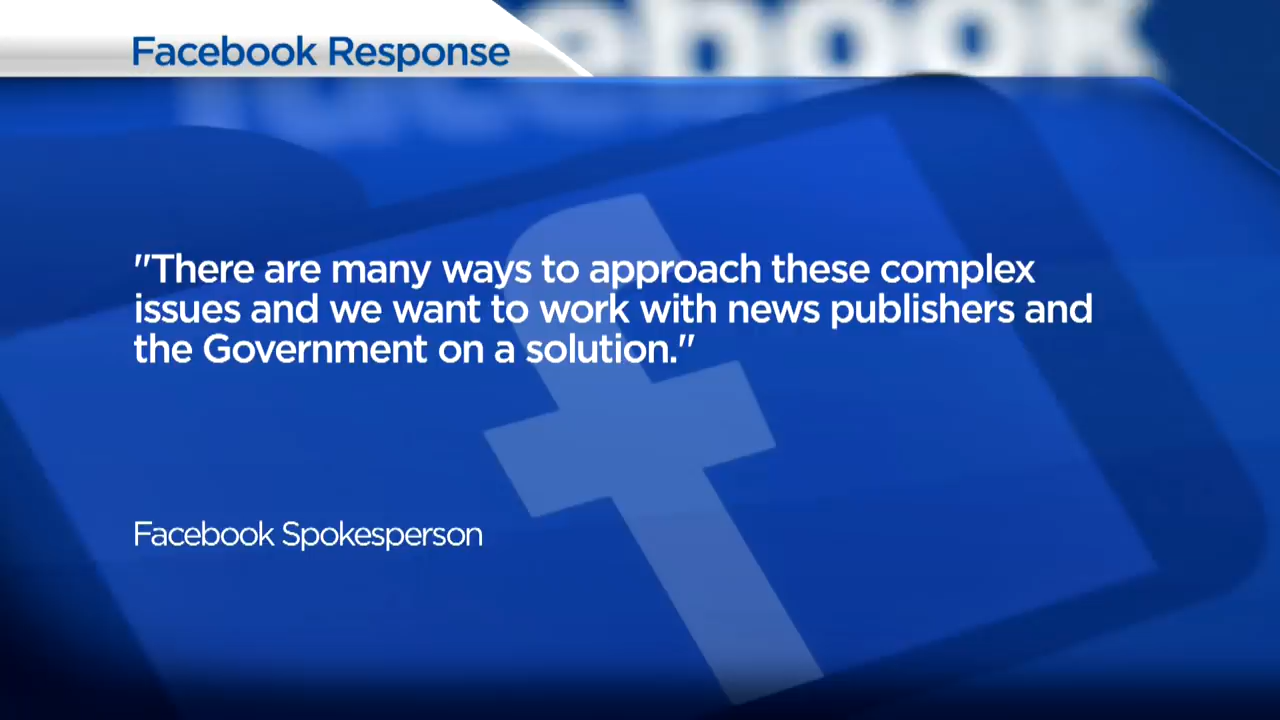 facebook
Facebook Response
"There are many ways to approach these complex
issues and we want to work with news publishers and
the Government on a solution."
Facebook Spokesperson